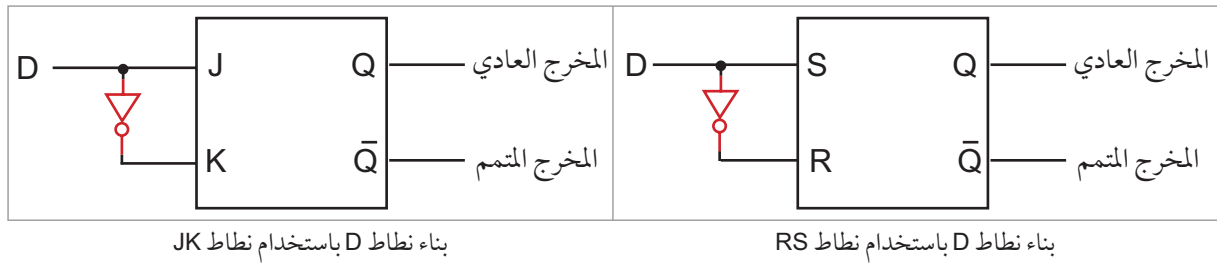 D J Q المخرج العادي
K Q̄ المخرج المتمم
D S Q المخرج العادي
R Q̄ المخرج المتمم
بناء نطاط D باستخدام نطاط JK
بناء نطاط D باستخدام نطاط RS